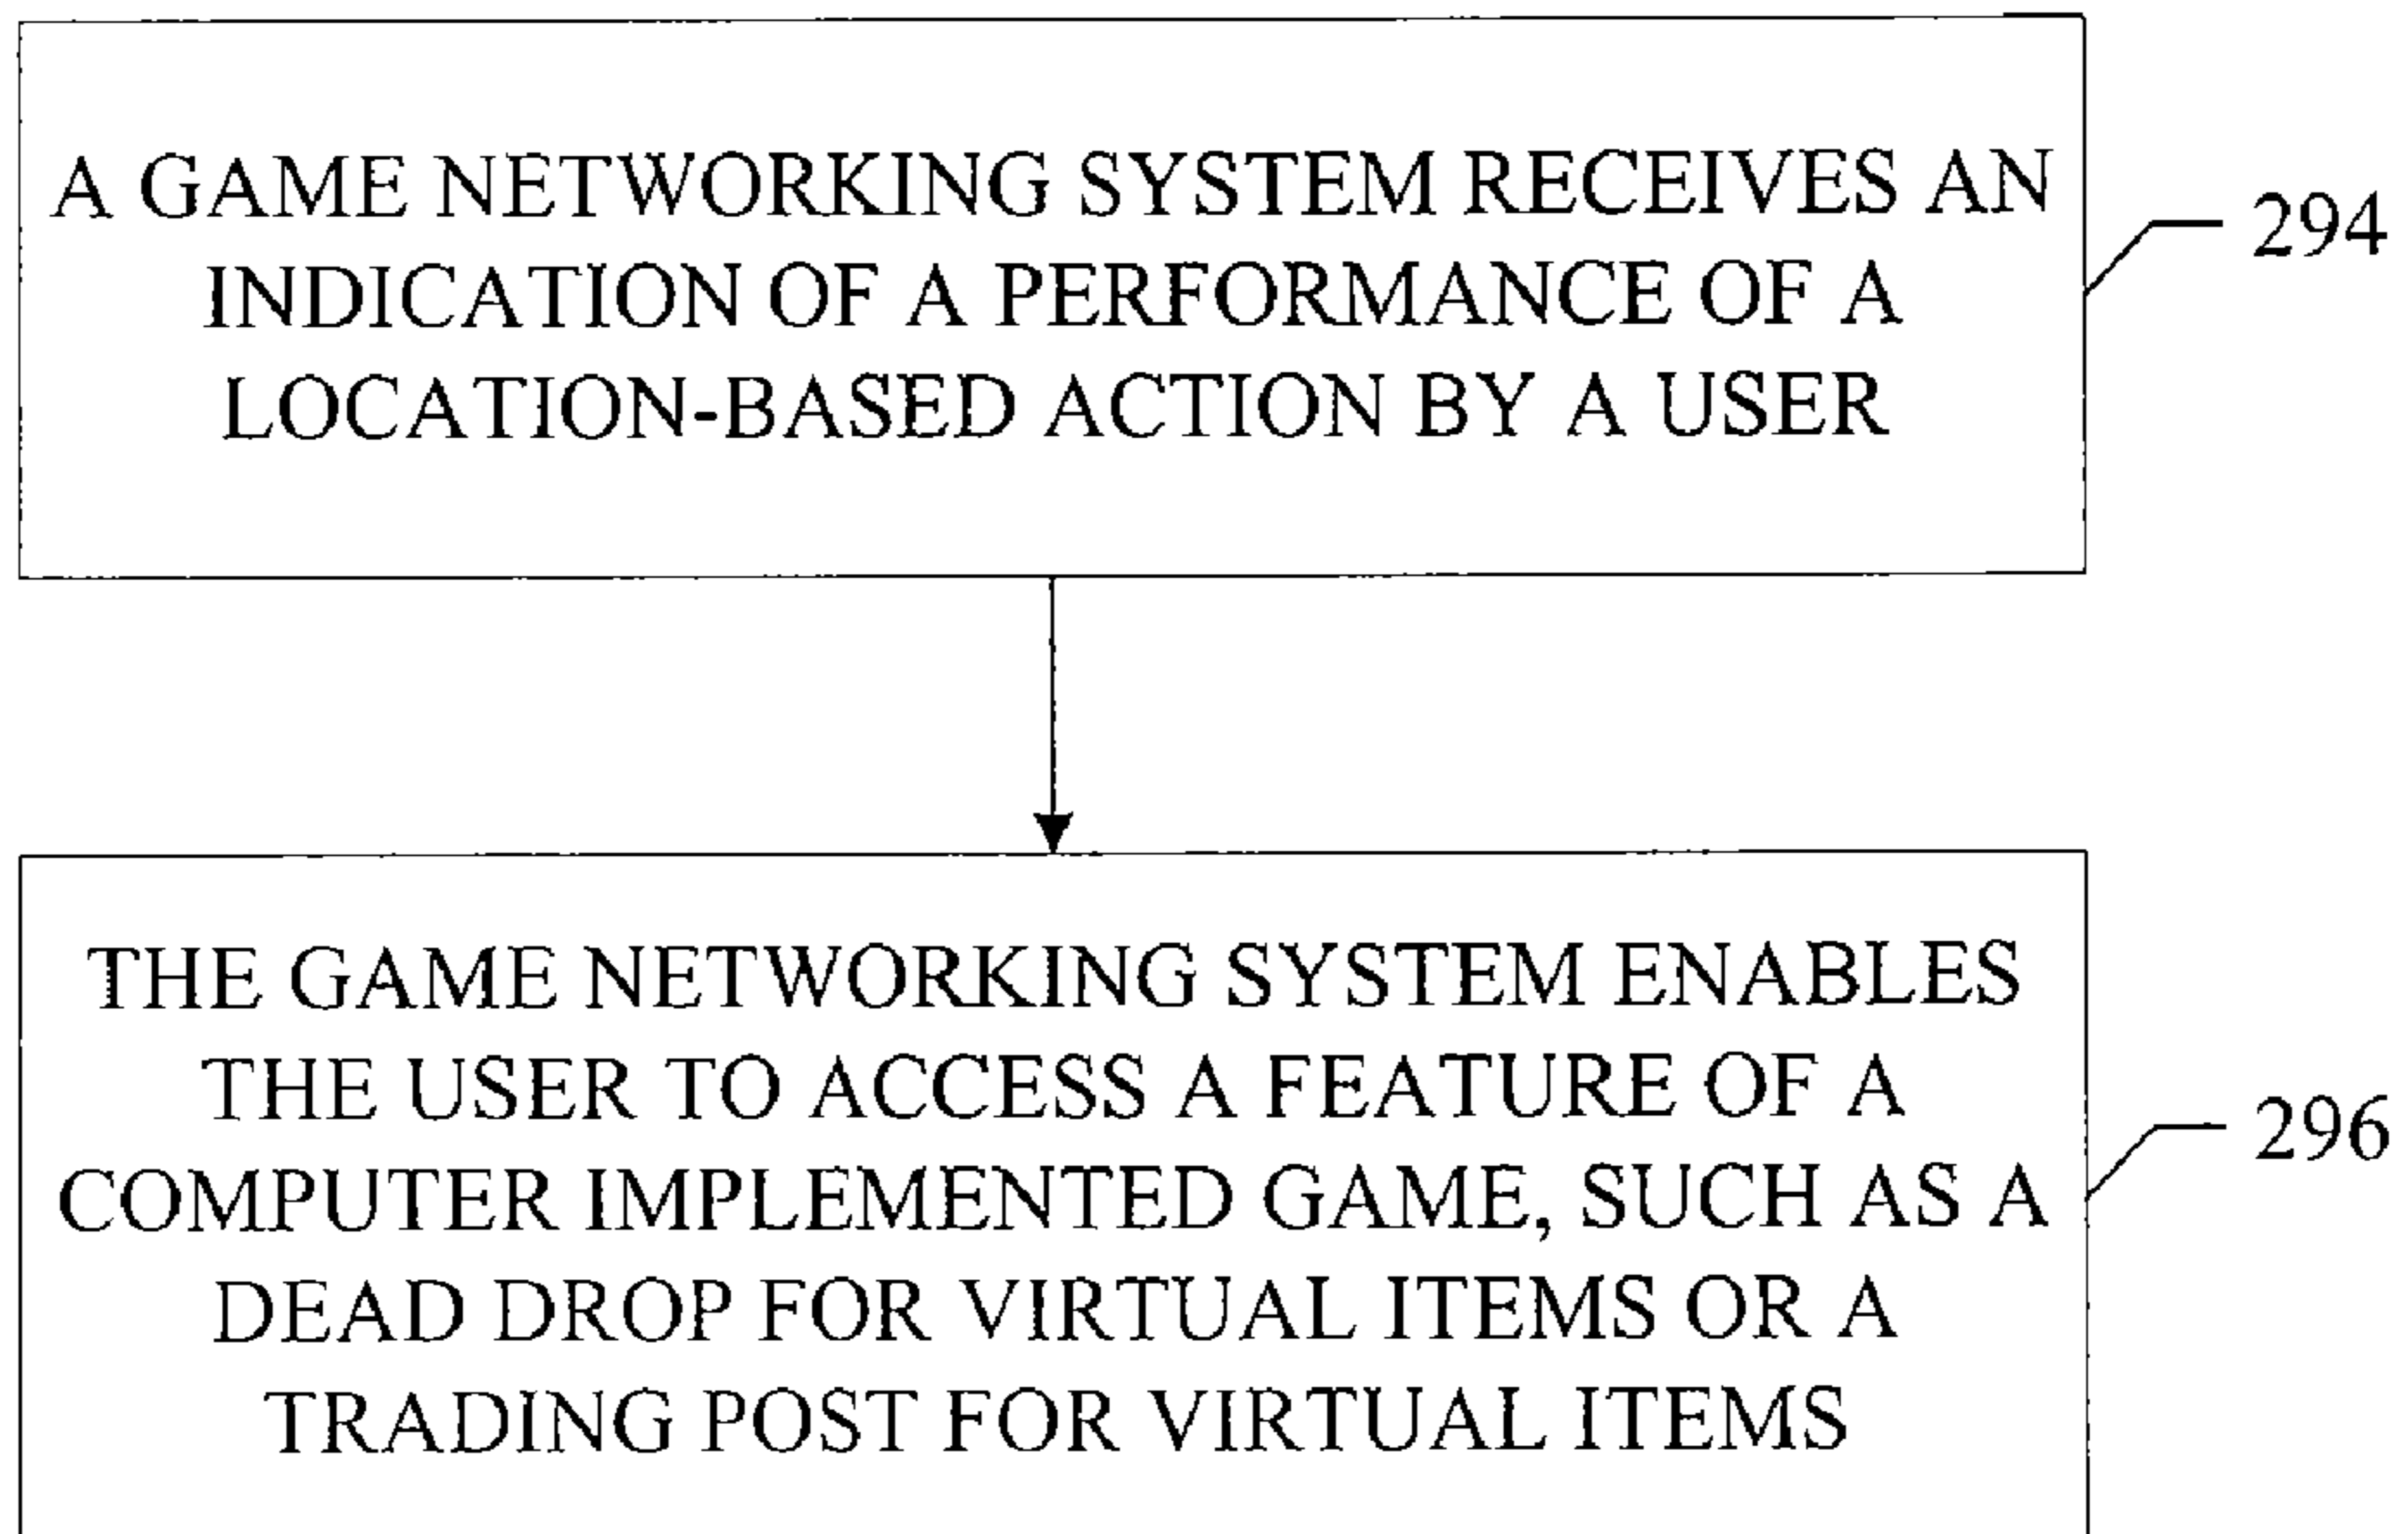 A GAME NETWORKING SYSTEM RECEIVES AN
INDICATION OF A PERFORMANCE OF A
LOCATION-BASED ACTION BY A USER
294
THE GAME NETWORKING SYSTEM ENABLES
THE USER TO ACCESS A FEATURE OF A
COMPUTER IMPLEMENTED GAME, SUCH AS A
DEAD DROP FOR VIRTUAL ITEMS OR A
TRADING POST FOR VIRTUAL ITEMS
296